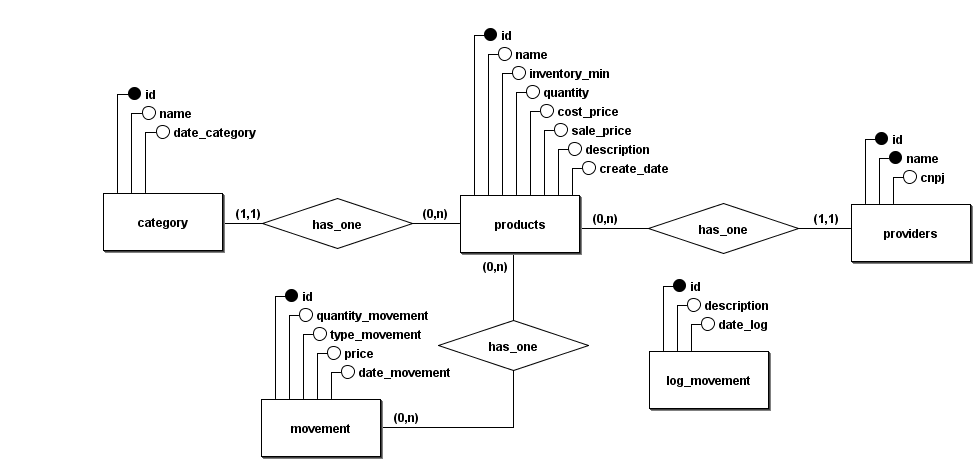 id
name
inventory_min
quantity
cost_price
sale_price
description
create_date
id
name
date_category
id
name
cnpj
category
(1,1)
has_one
(0,n)
products
(0,n)
has_one
(1,1)
providers
(0,n)
id
quantity_movement
type_movement
price
date_movement
has_one
id
description
date_log
log_movement
movement
(0,n)